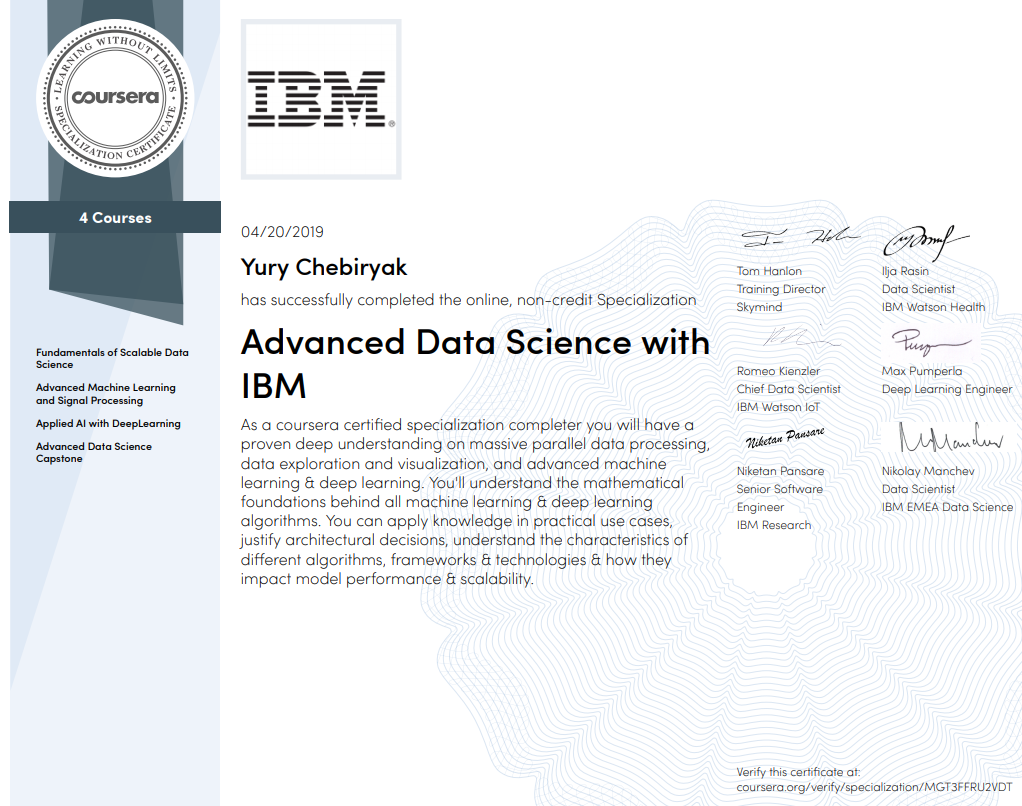 LEARNING WITHOUT LIMITS
coursera
SPECIALIZATION CERTIFICATE
4 Courses
Fundamentals of Scalable Data
Science
Advanced Machine Learning
and Signal Processing
Applied AI with DeepLearning
Advanced Data Science
Capstone
IBM®
04/20/2019
Yury Chebiryak
has successfully completed the online, non-credit Specialization
Advanced Data Science with
IBM
As a coursera certified specialization completer you will have a
proven deep understanding on massive parallel data processing,
data exploration and visualization, and advanced machine
learning & deep learning. You'll understand the mathematical
foundations behind all machine learning & deep learning
algorithms. You can apply knowledge in practical use cases,
justify architectural decisions, understand the characteristics of
different algorithms, frameworks & technologies & how they
impact model performance & scalability.
Tom Hanlon
Training Director
Skymind
Ilja Rasin
Data Scientist
IBM Watson Health
Romeo Kienzler
Chief Data Scientist
IBM Watson IoT
Max Pumperla
Deep Learning Engineer
Niketan Pansare
Niketan Pansare
Senior Software
Engineer
IBM Research
Nikolay Manchev
Data Scientist
IBM EMEA Data Science
Verify this certificate at:
coursera.org/verify/specialization/MGT3FFRU2VDT